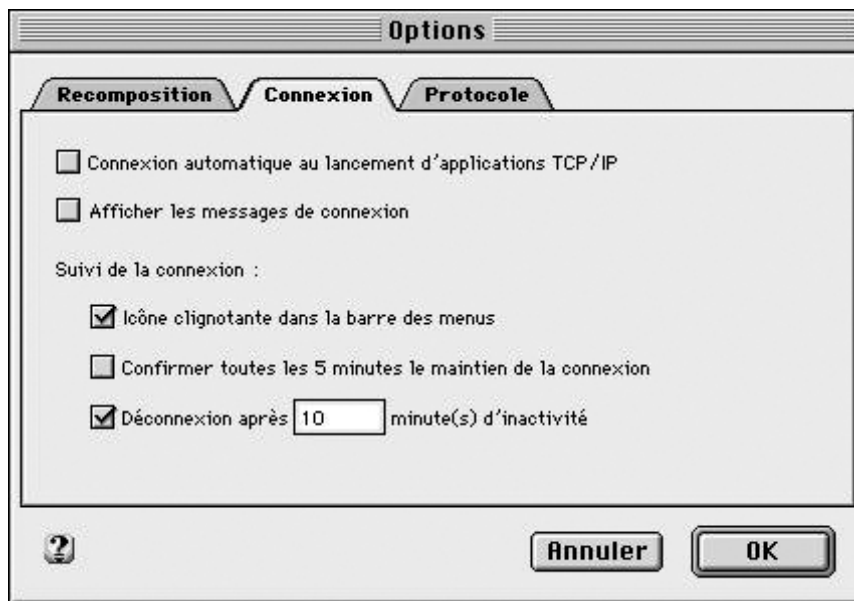 Options
Recomposition Connexion Protocole
Connexion automatique au lancement d'applications TCP/IP
Afficher les messages de connexion
Suivi de la connexion :
Icône clignotante dans la barre des menus
Confirmer toutes les 5 minutes le maintien de la connexion
Déconnexion après 10 minute(s) d'inactivité
? Annuler OK